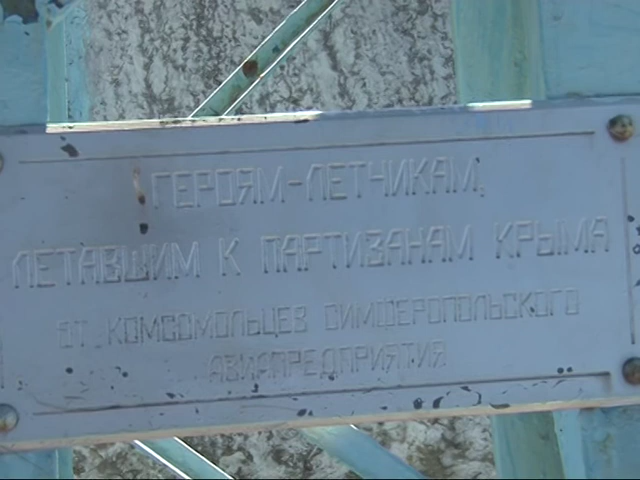 ГЕРОЯМ-ЛЕТЧИКАМ,
ЛЕТАВШИМ К ПАРТИЗАНАМ КРЫМА
ОТ КОМСОМОЛЬЦЕВ СИМФЕРОПОЛЬСКОГО
АВИАПРЕДПРИЯТИЯ